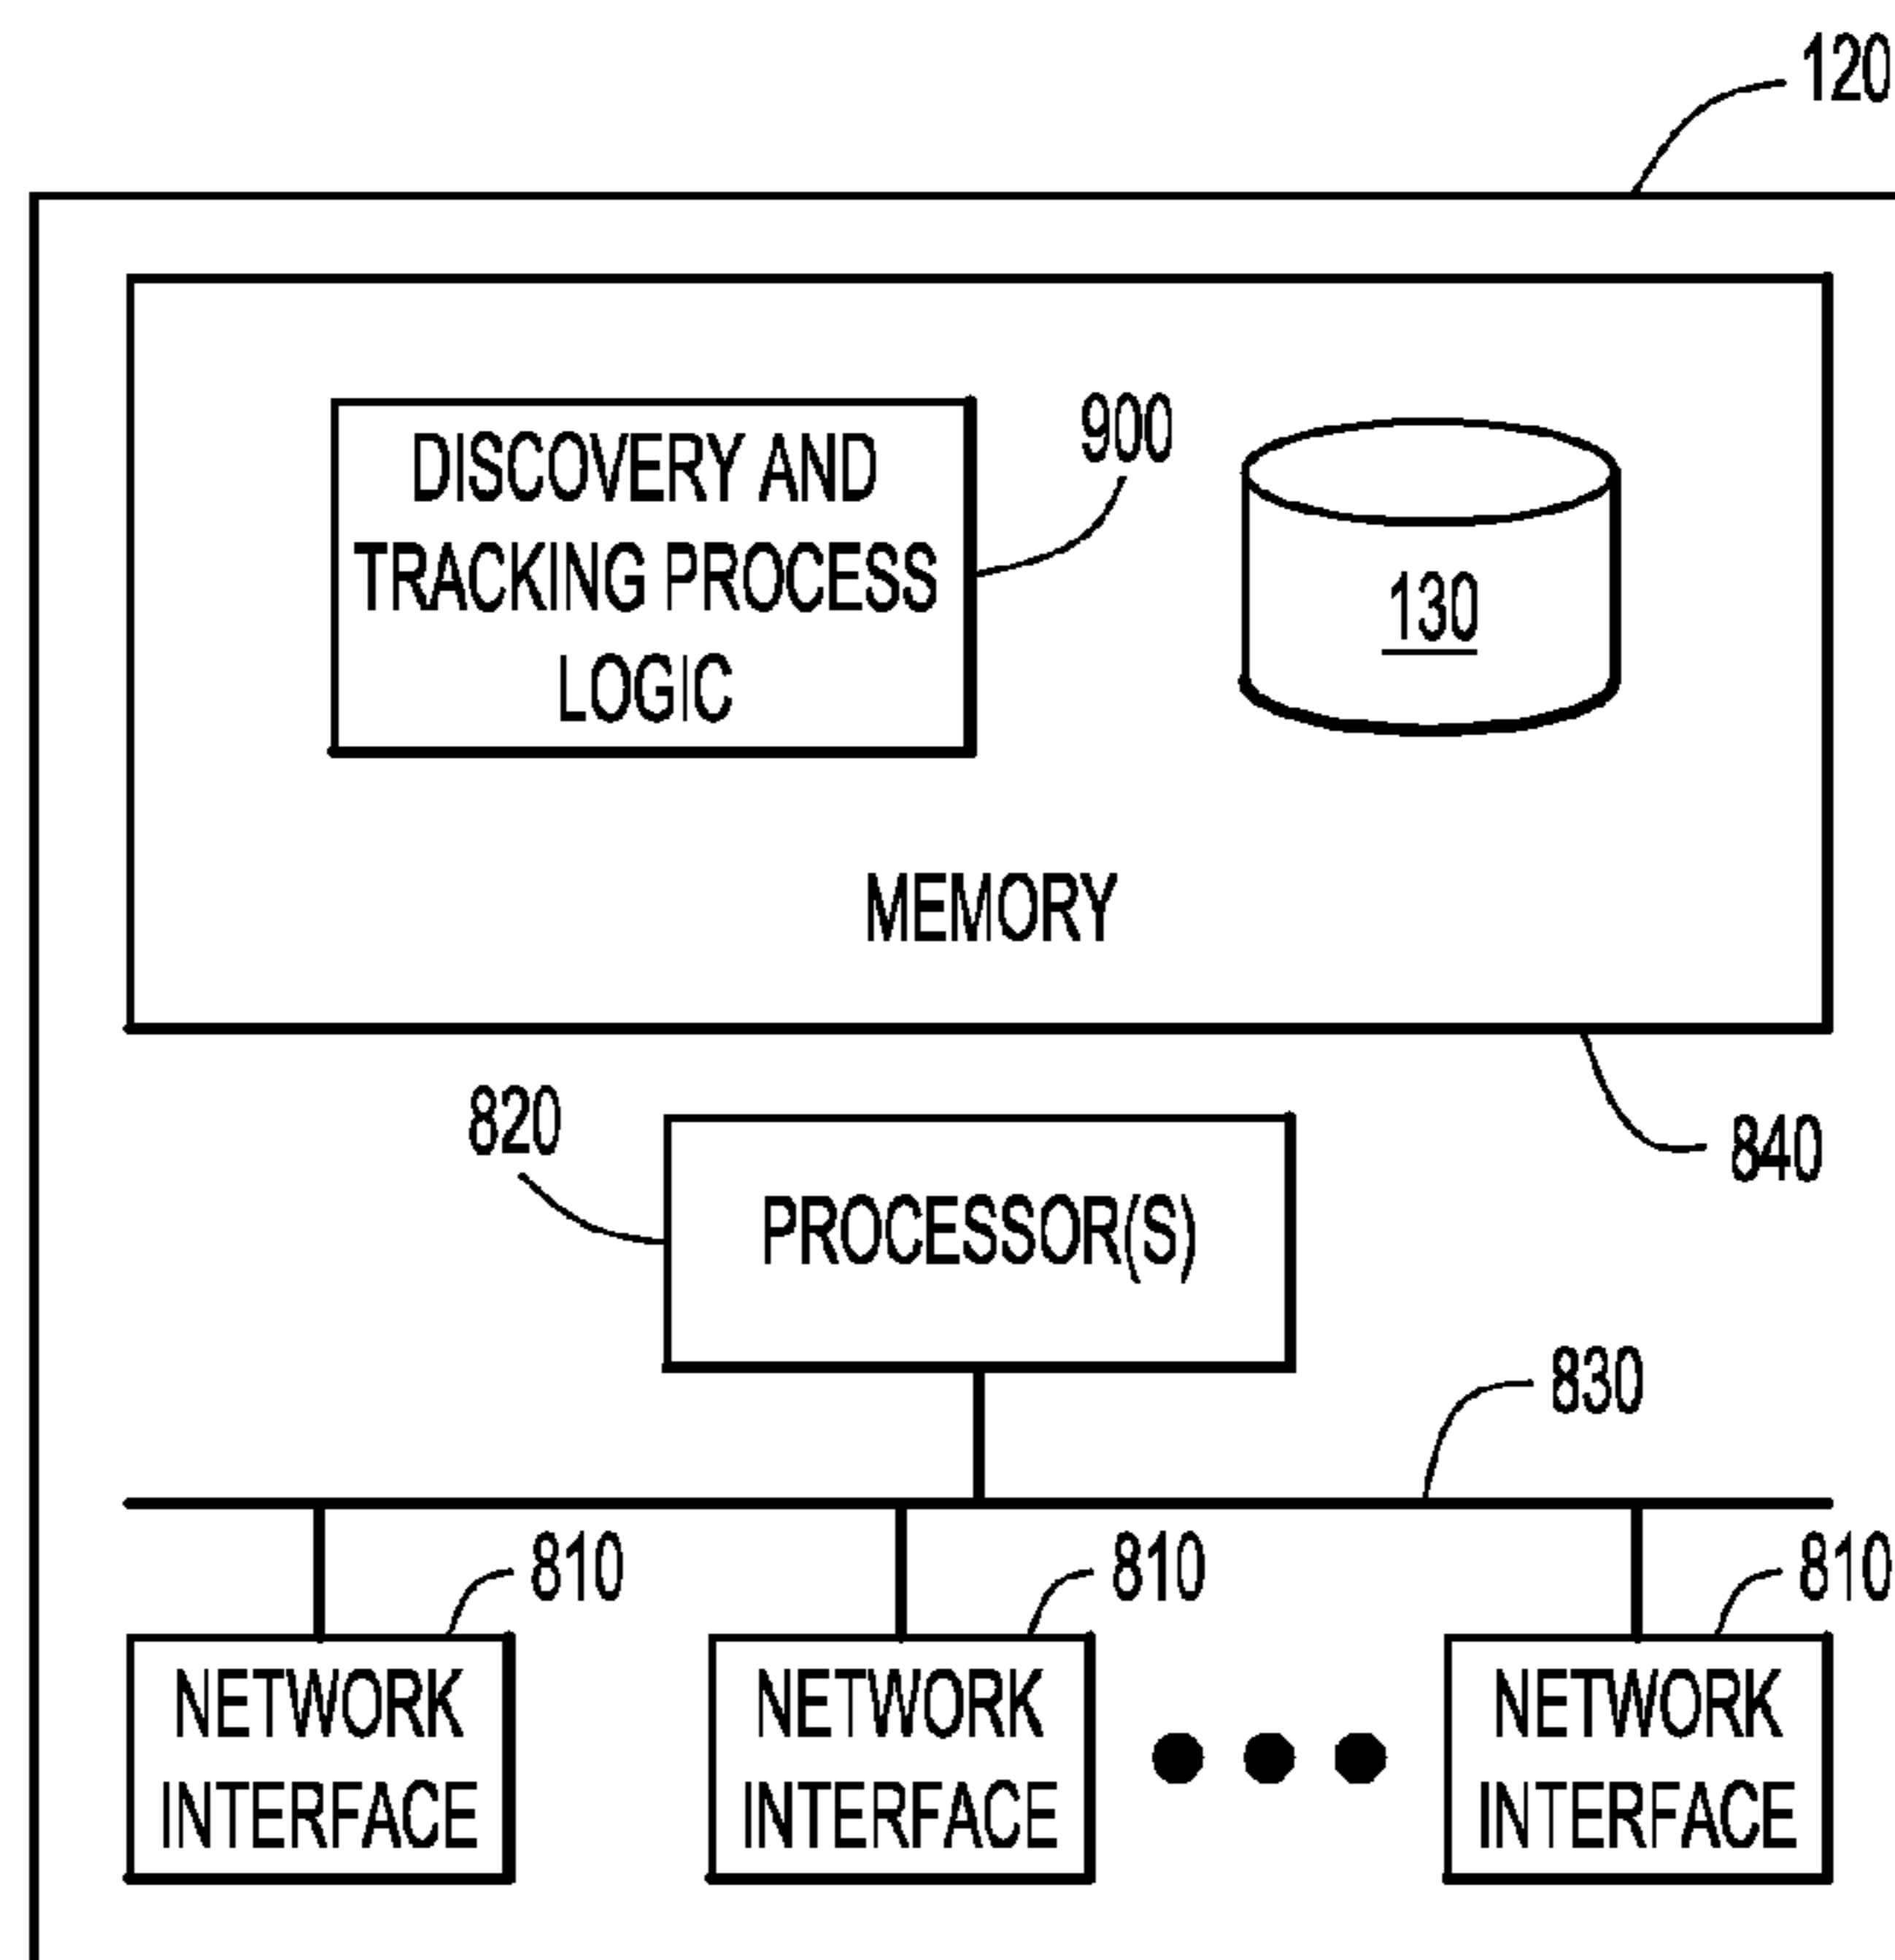 120
DISCOVERY AND
TRACKING PROCESS
LOGIC
900
130
MEMORY
840
820
PROCESSOR(S)
830
810
810
810
NETWORK
INTERFACE
NETWORK
INTERFACE
NETWORK
INTERFACE